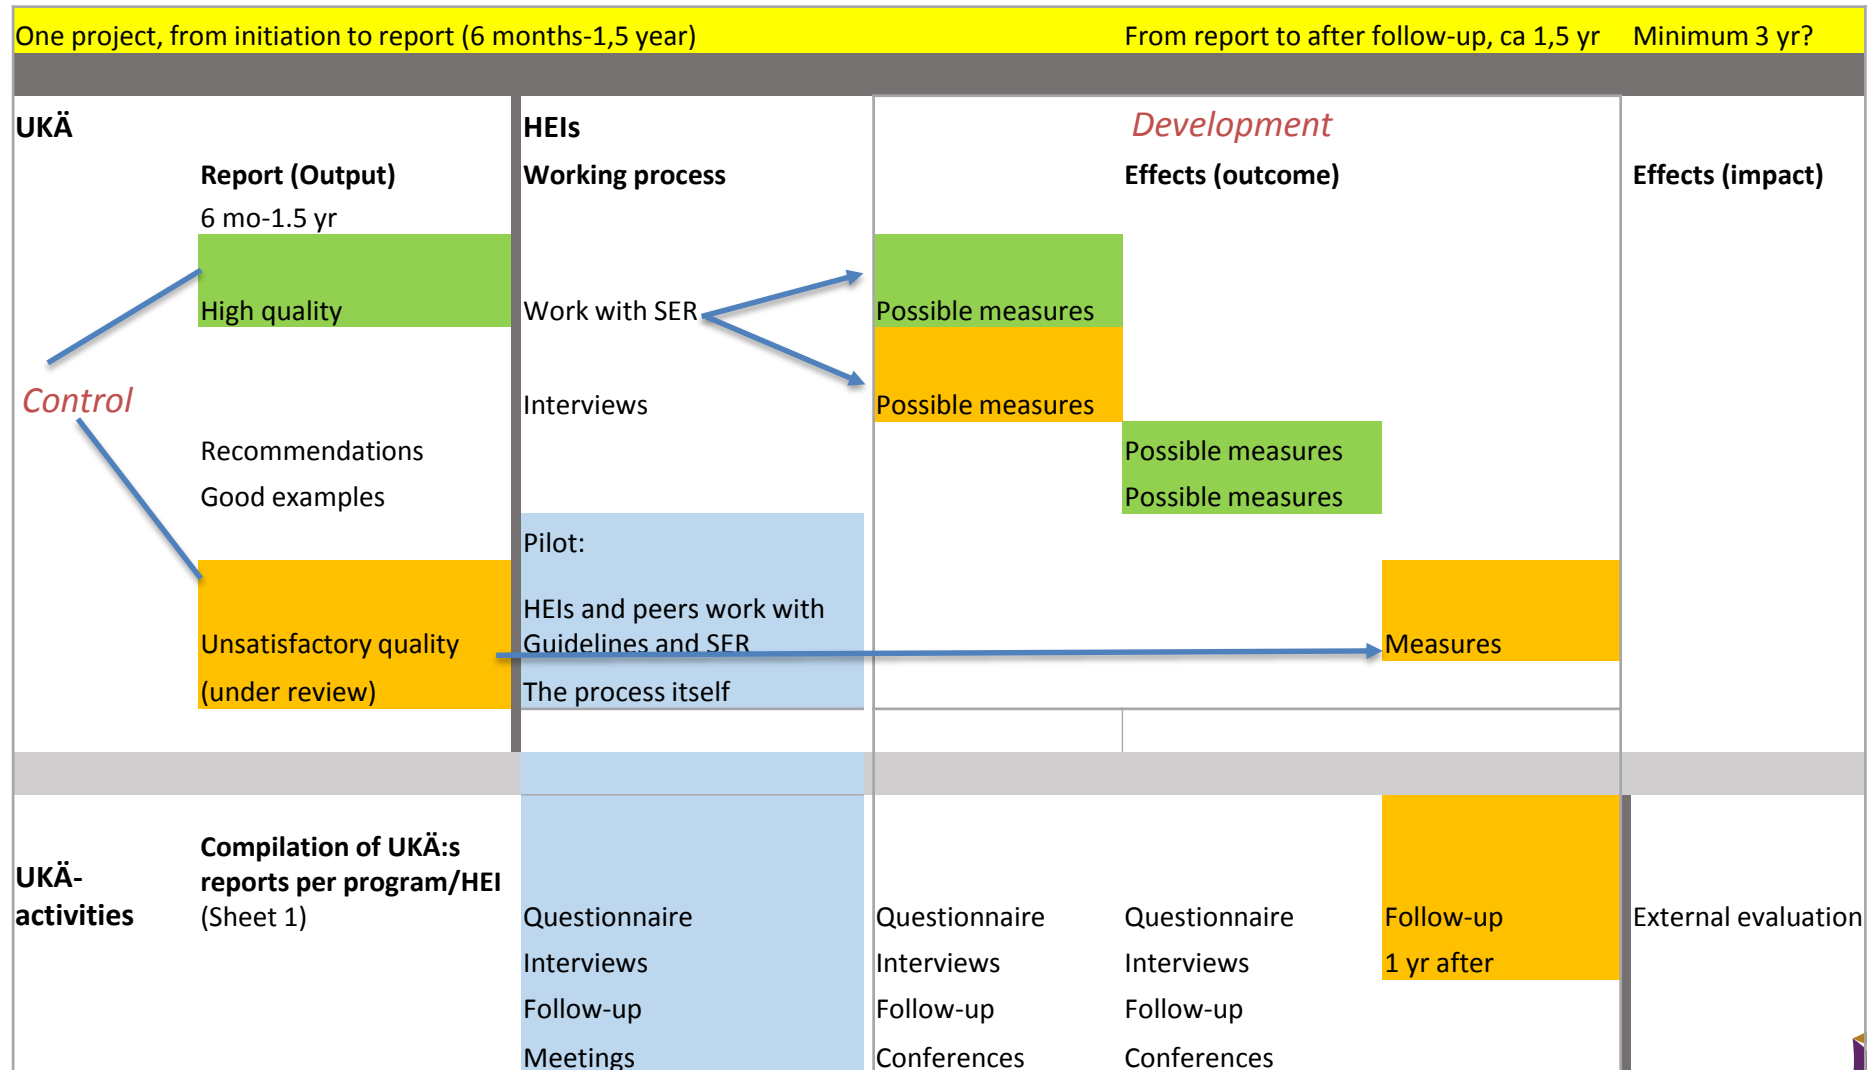 One project, from initiation to report (6 months-1,5 year)
From report to after follow-up, ca 1,5 yr
Minimum 3 yr?
UKÄ
HEIs
Development
Report (Output)
Working process
Effects (outcome)
Effects (impact)
6 mo-1.5 yr
High quality
Work with SER
Possible measures
Control
Interviews
Possible measures
Recommendations
Possible measures
Good examples
Possible measures
Pilot:
HEIs and peers work with
Guidelines and SER
Unsatisfactory quality
Measures
(under review)
The process itself
UKÄ-
activities
Compilation of UKÄ:s
reports per program/HEI
(Sheet 1)
Questionnaire
Questionnaire
Questionnaire
Follow-up
External evaluation
Interviews
Interviews
Interviews
1 yr after
Follow-up
Follow-up
Follow-up
Meetings
Conferences
Conferences